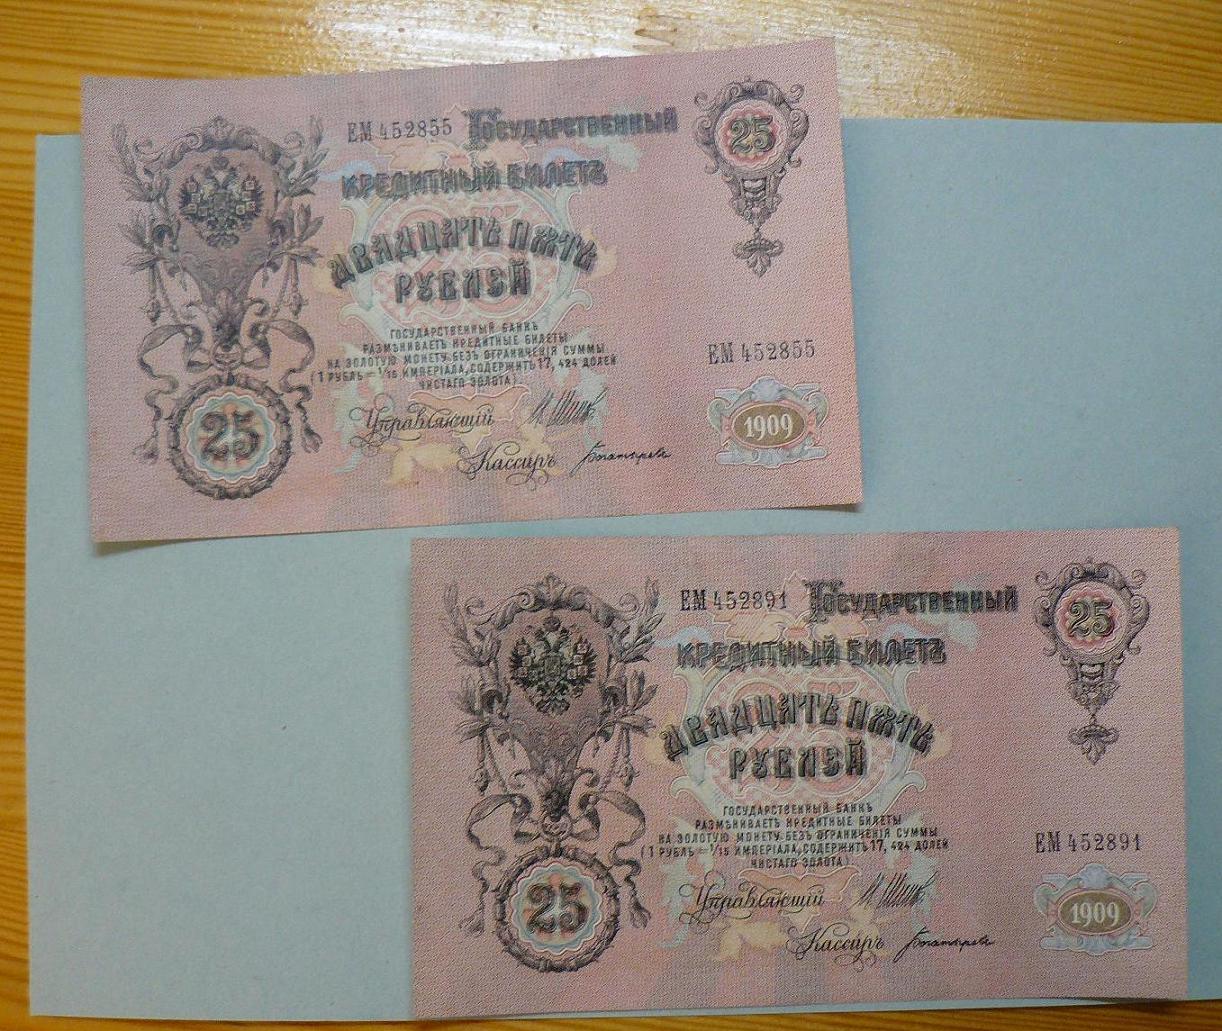 ЕМ 452855 Государственный
25
КРЕДИТНЫЙ БИЛЕТЪ
ДВАДЦАТЬ ПЯТЬ
РУБЛЕЙ
ГОСУДАРСТВЕННЫЙ БАНКЪ
РАЗМѢНИВАЕТЪ КРЕДИТНЫЕ БИЛЕТЫ
НА ЗОЛОТУЮ МОНЕТУ БЕЗЪ ОГРАНИЧЕНІЯ СУММЫ
(1 РУБЛЬ = 1/15 ИМПЕРІАЛА, СОДЕРЖИТЪ 17, 424 ДОЛЕЙ
ЧИСТАГО ЗОЛОТА)
ЕМ 452855
25
Управляющій
1909
Кассиръ
ЕМ 452891 Государственный
25
КРЕДИТНЫЙ БИЛЕТЪ
ДВАДЦАТЬ ПЯТЬ
РУБЛЕЙ
ГОСУДАРСТВЕННЫЙ БАНКЪ
РАЗМѢНИВАЕТЪ КРЕДИТНЫЕ БИЛЕТЫ
НА ЗОЛОТУЮ МОНЕТУ БЕЗЪ ОГРАНИЧЕНІЯ СУММЫ
(1 РУБЛЬ = 1/15 ИМПЕРІАЛА, СОДЕРЖИТЪ 17, 424 ДОЛЕЙ
ЧИСТАГО ЗОЛОТА)
ЕМ 452891
25
Управляющій
1909
Кассиръ